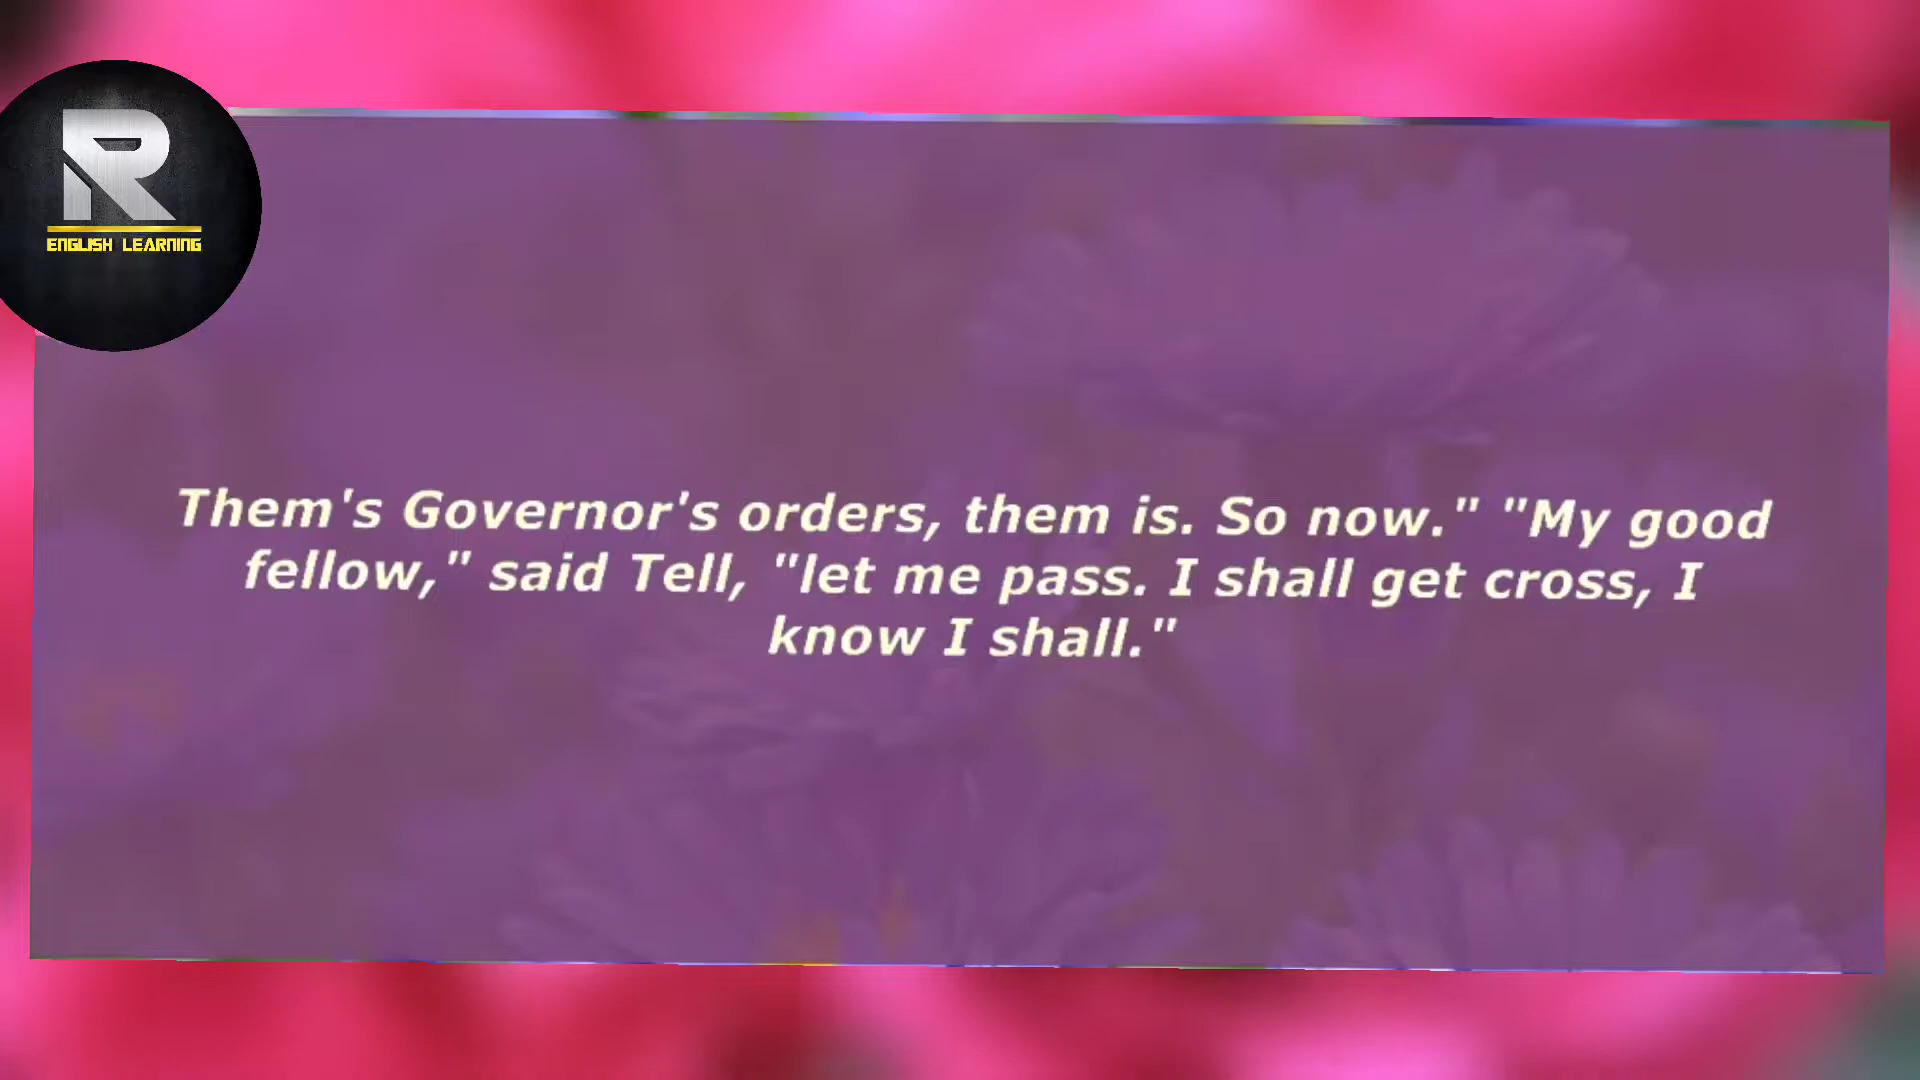 R
ENGLISH LEARNING
Them's Governor's orders, them is. So now." "My good
fellow," said Tell, "let me pass. I shall get cross, I
know I shall."